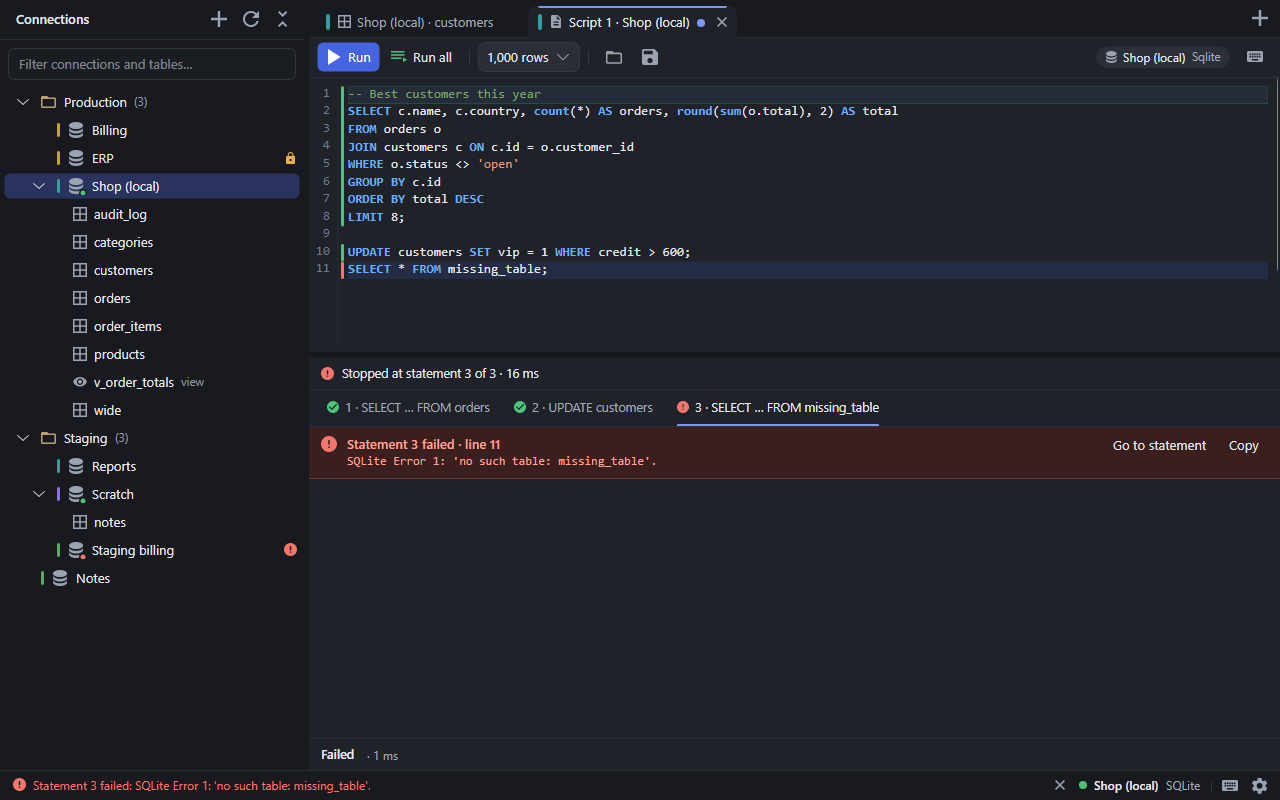 Connections
Filter connections and tables...
Production (3)
Billing
ERP
Shop (local)
audit_log
categories
customers
orders
order_items
products
v_order_totals view
wide
Staging (3)
Reports
Scratch
notes
Staging billing
Notes
Shop (local) · customers
Script 1 · Shop (local)
Run
Run all
1,000 rows
Shop (local) Sqlite
1 -- Best customers this year
2 SELECT c.name, c.country, count(*) AS orders, round(sum(o.total), 2) AS total
3 FROM orders o
4 JOIN customers c ON c.id = o.customer_id
5 WHERE o.status <> 'open'
6 GROUP BY c.id
7 ORDER BY total DESC
8 LIMIT 8;
9
10 UPDATE customers SET vip = 1 WHERE credit > 600;
11 SELECT * FROM missing_table;
Stopped at statement 3 of 3 · 16 ms
1 · SELECT ... FROM orders
2 · UPDATE customers
3 · SELECT ... FROM missing_table
Statement 3 failed · line 11
SQLite Error 1: 'no such table: missing_table'.
Go to statement
Copy
Failed · 1 ms
Statement 3 failed: SQLite Error 1: 'no such table: missing_table'.
Shop (local) SQLite